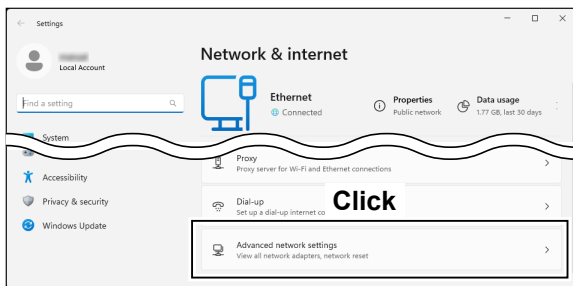 Settings
Local Account
Find a setting
System
Accessibility
Privacy & security
Windows Update
Network & internet
Ethernet
Connected
Properties
Public network
Data usage
1.77 GB, last 30 days
Proxy
Proxy server for Wi-Fi and Ethernet connections
Dial-up
Set up a dial-up internet
Click
Advanced network settings
View all network adapters, network reset